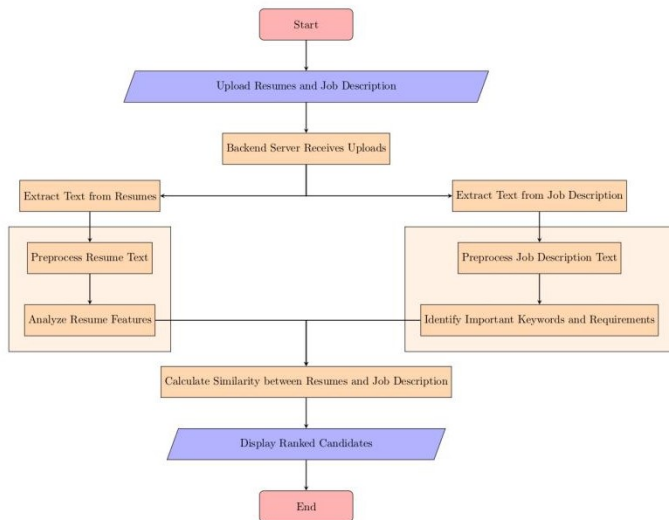 Start
Upload Resumes and Job Description
Backend Server Receives Uploads
Extract Text from Resumes
Extract Text from Job Description
Preprocess Resume Text
Preprocess Job Description Text
Analyze Resume Features
Identify Important Keywords and Requirements
Calculate Similarity between Resumes and Job Description
Display Ranked Candidates
End